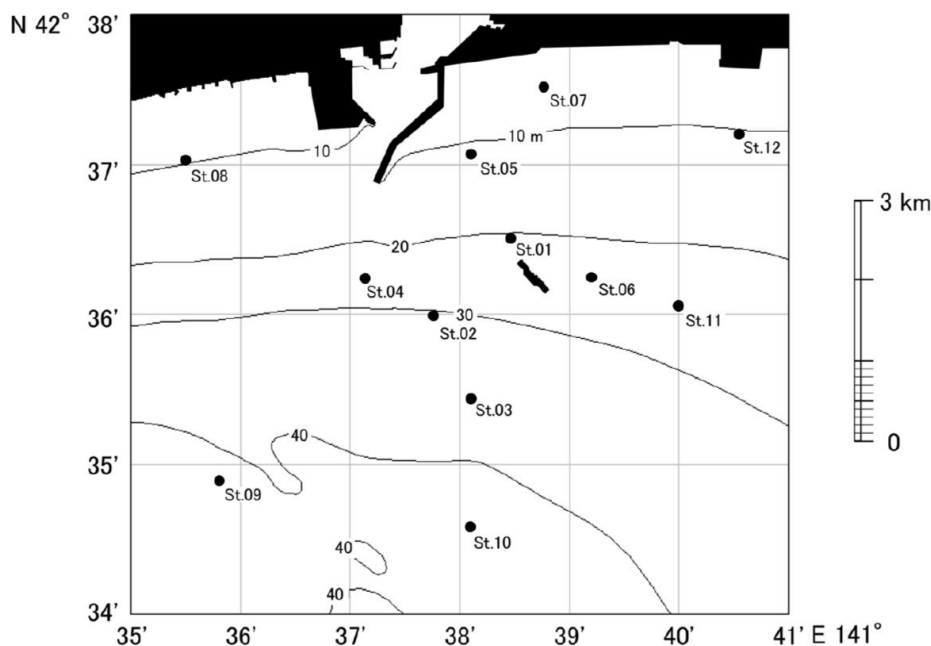 N 42° 38'
St.07
10
10 m
St.12
St.05
St.08
37'
3 km
20
St.01
St.04
St.06
St.11
36'
30
St.02
St.03
40
35'
St.09
St.10
0
40
40
34'
35' 36' 37' 38' 39' 40' 41' E 141°